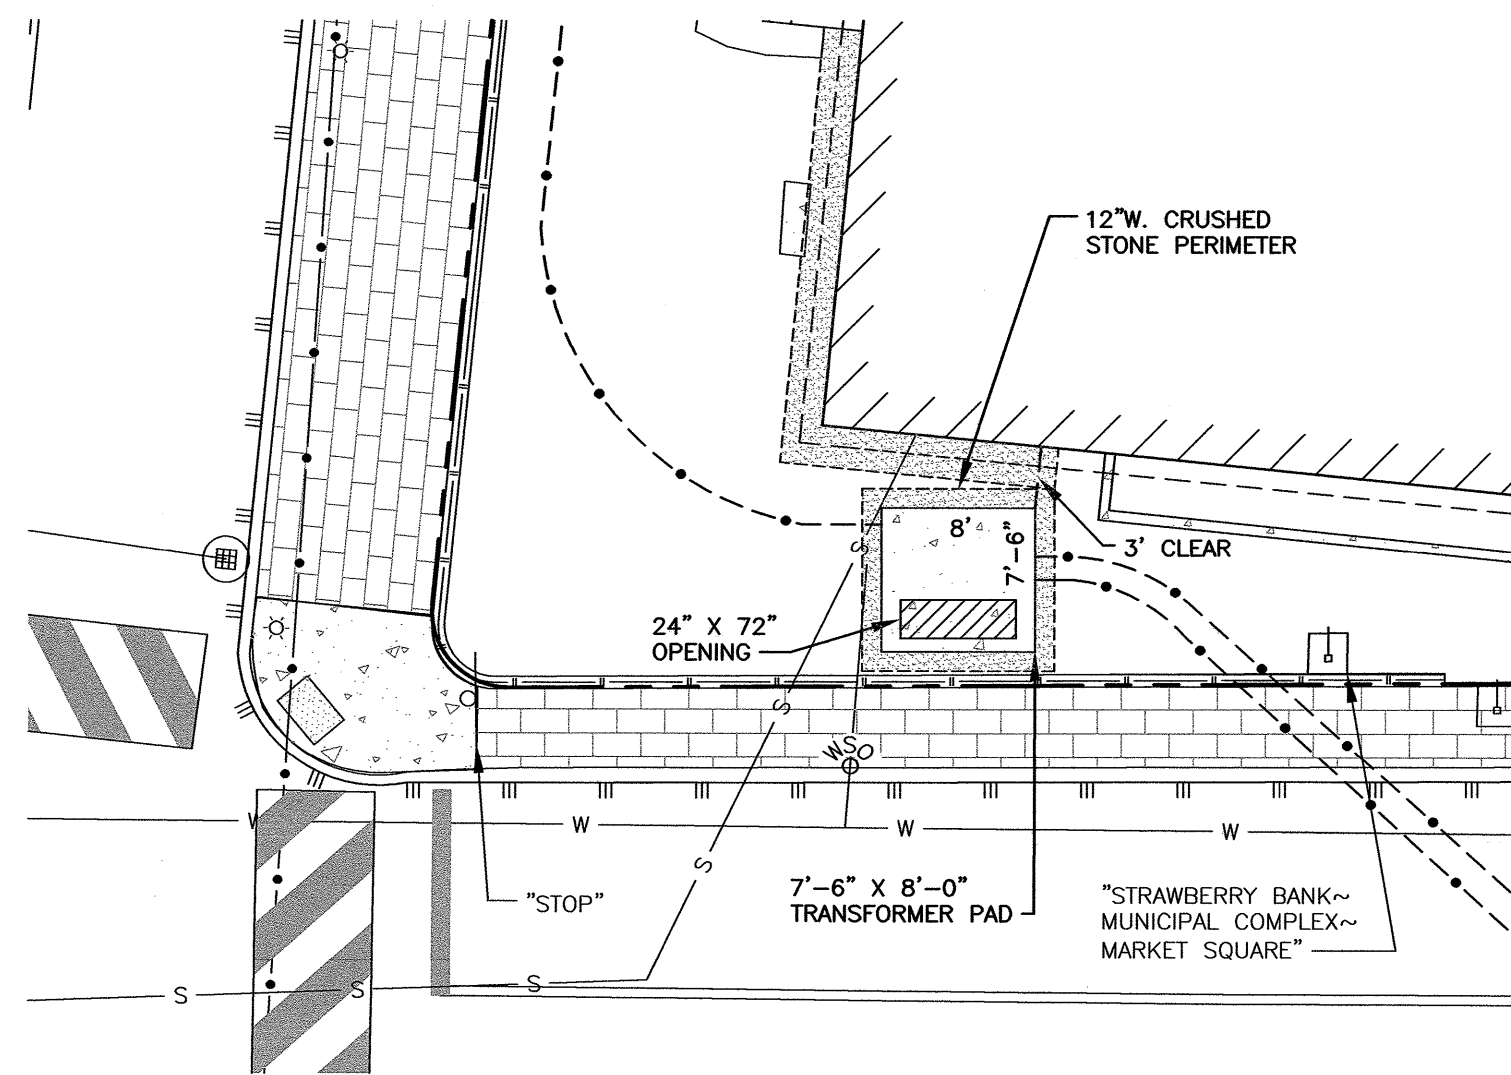 12"W. CRUSHED
STONE PERIMETER
8'
7'-6"
3' CLEAR
S
24" X 72"
OPENING
S
WSO
W
W
W
W
S
7'-6" X 8'-0"
TRANSFORMER PAD
"STOP"
"STRAWBERRY BANK~
MUNICIPAL COMPLEX~
MARKET SQUARE"
S
S
S